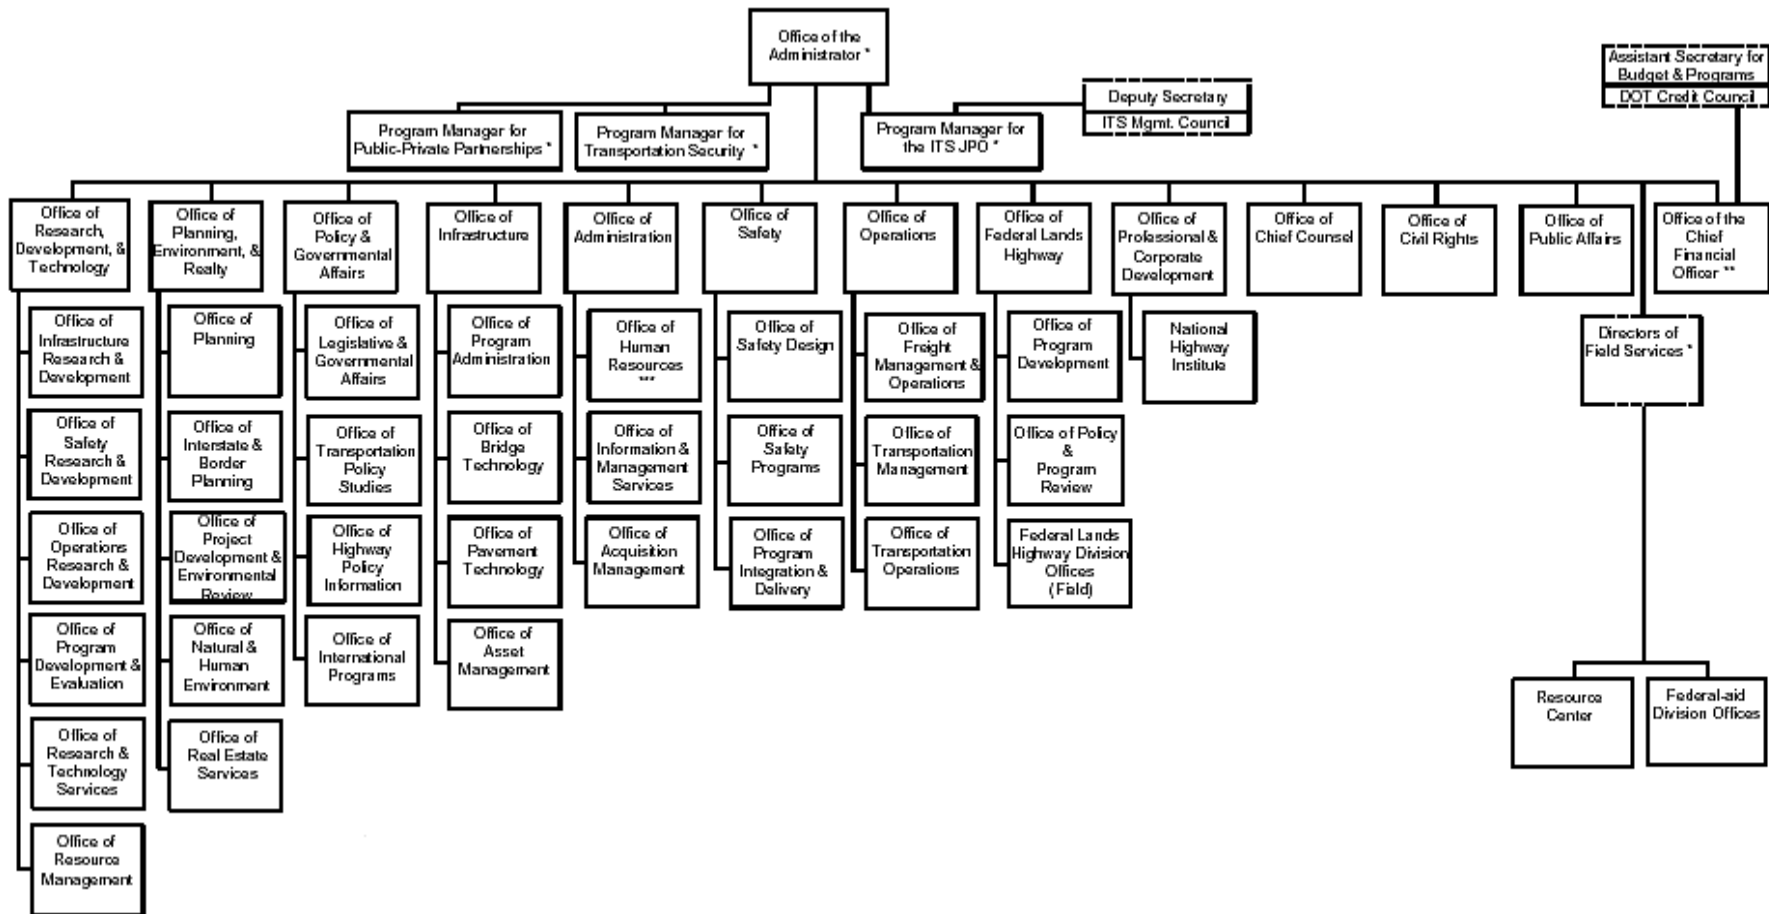 Office of the
Administrator *
Assistant Secretary for
Budget & Programs
DOT Credit Council
Deputy Secretary
ITS Mgmt. Council
Program Manager for
Public-Private Partnerships *
Program Manager for
Transportation Security *
Program Manager for
the ITS JPO *
Office of
Research,
Development, &
Technology
Office of
Planning,
Environment, &
Realty
Office of
Policy &
Governmental
Affairs
Office of
Infrastructure
Office of
Administration
Office of
Safety
Office of
Operations
Office of
Federal Lands
Highway
Office of
Professional &
Corporate
Development
Office of
Chief Counsel
Office of
Civil Rights
Office of
Public Affairs
Office of the
Chief
Financial
Officer **
Office of
Infrastructure
Research &
Development
Office of
Safety
Research &
Development
Office of
Operations
Research &
Development
Office of
Program
Development &
Evaluation
Office of
Research &
Technology
Services
Office of
Resource
Management
Office of
Planning
Office of
Interstate &
Border
Planning
Office of
Project
Development &
Environmental
Review
Office of
Natural &
Human
Environment
Office of
Real Estate
Services
Office of
Legislative &
Governmental
Affairs
Office of
Transportation
Policy
Studies
Office of
Highway
Policy
Information
Office of
International
Programs
Office of
Program
Administration
Office of
Bridge
Technology
Office of
Pavement
Technology
Office of
Asset
Management
Office of
Human
Resources
***
Office of
Information &
Management
Services
Office of
Acquisition
Management
Office of
Safety Design
Office of
Safety
Programs
Office of
Program
Integration &
Delivery
Office of
Freight
Management &
Operations
Office of
Transportation
Management
Office of
Transportation
Operations
Office of
Program
Development
Office of Policy
&
Program
Review
Federal Lands
Highway Division
Offices
(Field)
National
Highway
Institute
Directors of
Field Services *
Resource
Center
Federal-aid
Division Offices